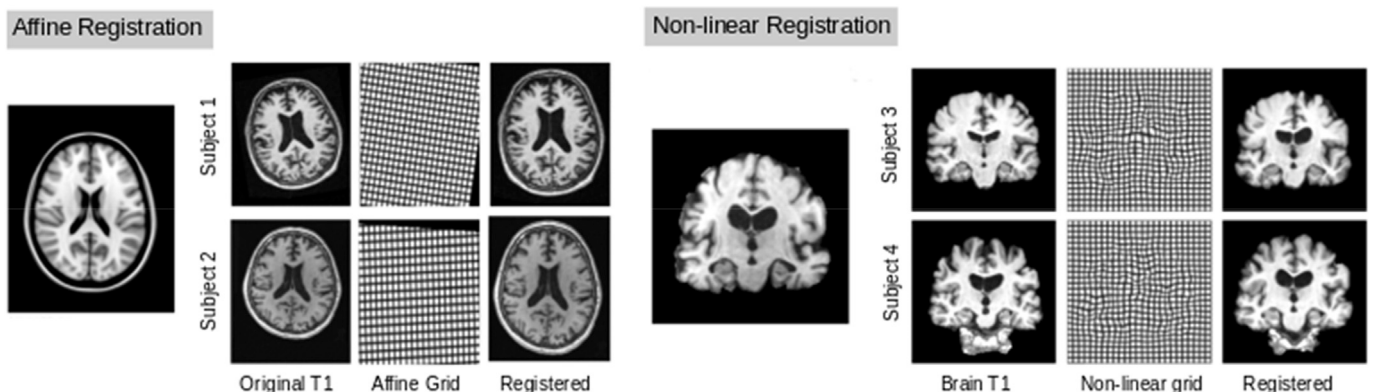 Affine Registration
Non-linear Registration
Subject 1
Subject 2
Original T1
Affine Grid
Registered
Subject 3
Subject 4
Brain T1
Non-linear grid
Registered